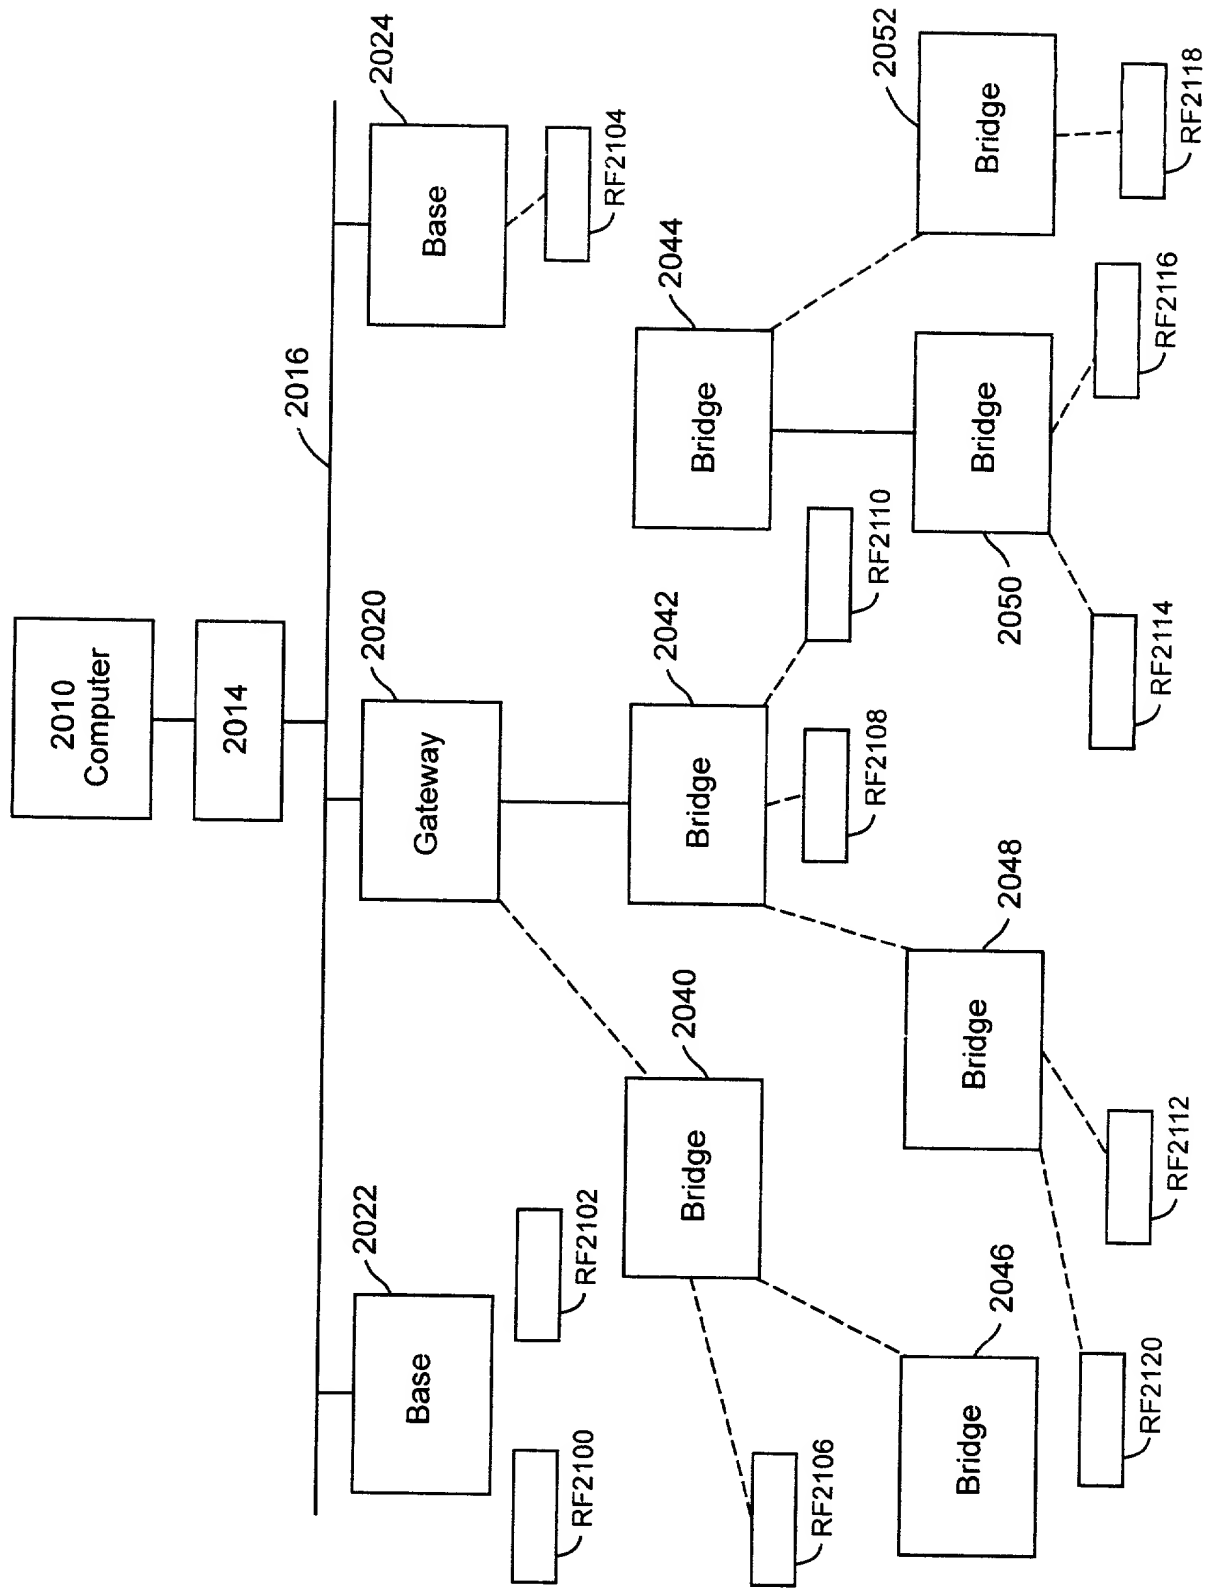 2010
Computer
2014
2016
2022
2020
2024
Base
Gateway
Base
RF2100
RF2102
RF2104
2040
2042
2044
Bridge
Bridge
Bridge
RF2106
RF2108
RF2110
2046
2048
2050
2052
Bridge
Bridge
Bridge
Bridge
RF2120
RF2112
RF2114
RF2116
RF2118